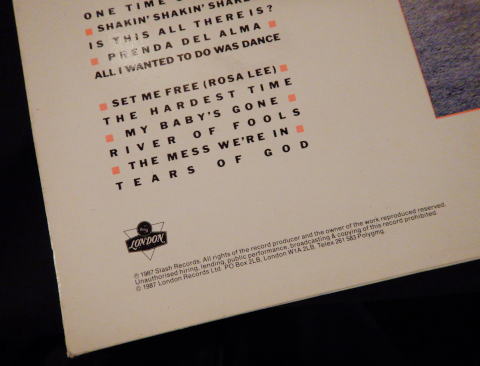 ONE TIME
SHAKIN' SHAKIN' SHAKE
IS THIS ALL THERE IS?
PRENDA DEL ALMA
ALL I WANTED TO DO WAS DANCE
SET ME FREE (ROSA LEE)
THE HARDEST TIME
MY BABY'S GONE
RIVER OF FOOLS
THE MESS WE'RE IN
TEARS OF GOD
LONDON
℗ 1987 Slash Records. All rights of the record producer and the owner of the work reproduced reserved.
Unauthorised hiring, lending, public performance, broadcasting & copying of this record prohibited.
© 1987 London Records Ltd. PO Box 2LB, London W1A 2LB. Telex 261 583 Polygmg.